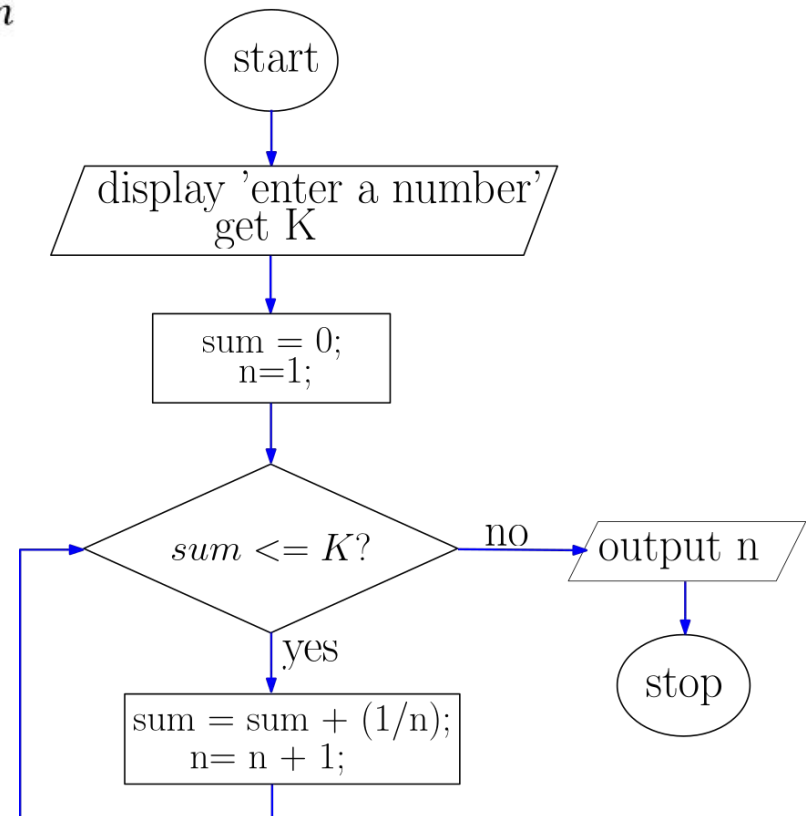 n
start
display 'enter a number'
get K
sum = 0;
n=1;
sum <= K?
no
output n
yes
stop
sum = sum + (1/n);
n= n + 1;